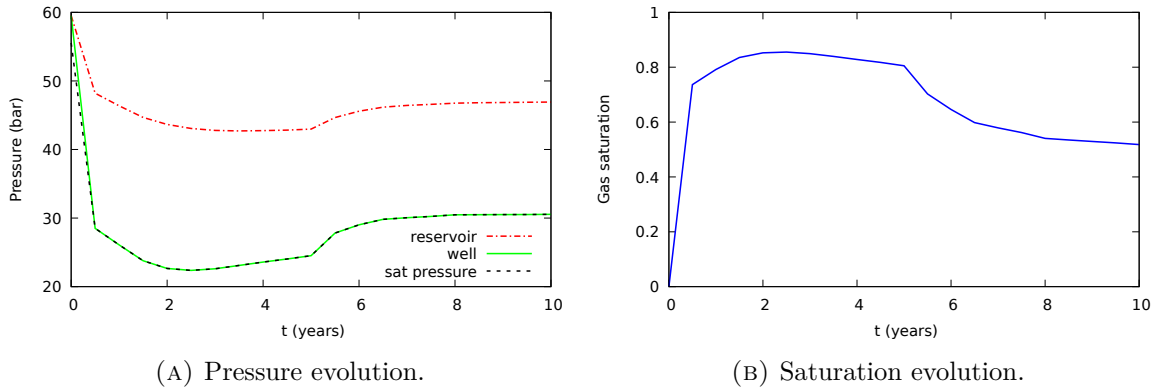 60
50
40
30
20
Pressure (bar)
reservoir
well
sat pressure
0 2 4 6 8 10
t (years)
(A) Pressure evolution.
1
0.8
0.6
0.4
0.2
0
Gas saturation
0 2 4 6 8 10
t (years)
(B) Saturation evolution.